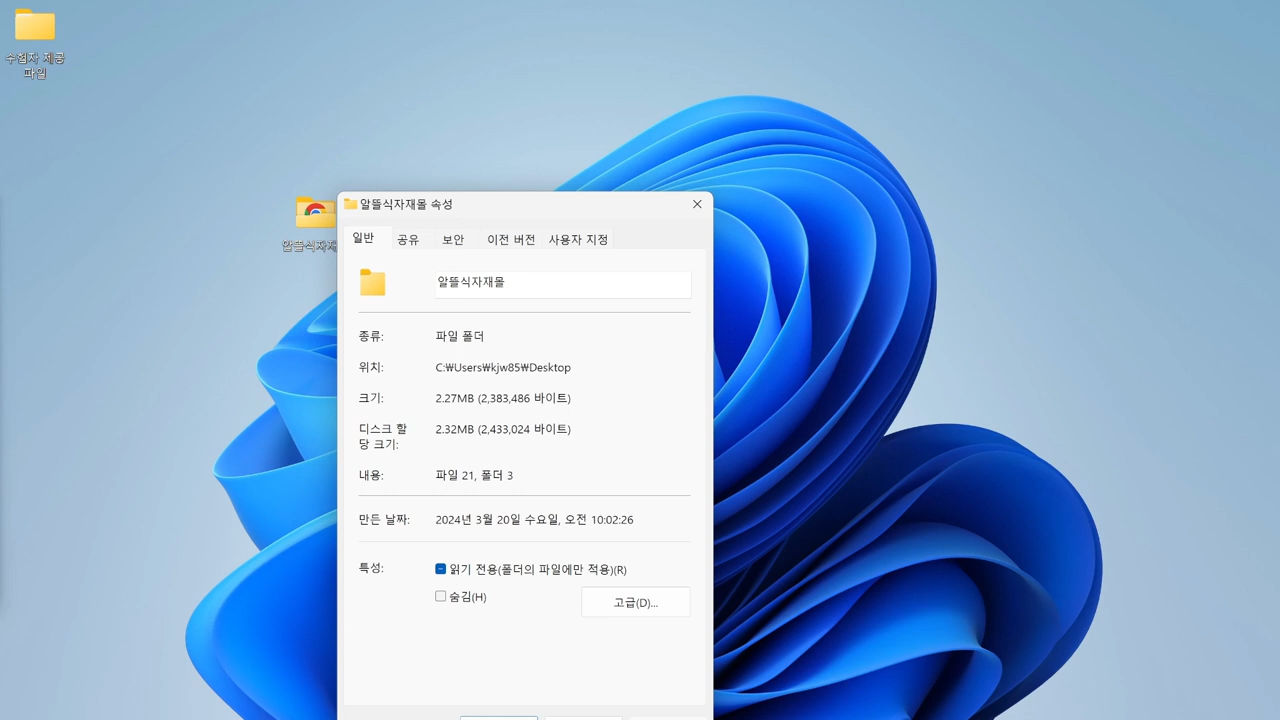 수험자 제공
파일
알뜰식자재
알뜰식자재몰 속성
일반
공유
보안
이전 버전
사용자 지정
알뜰식자재몰
종류:
파일 폴더
위치:
C:₩Users₩kjw85₩Desktop
크기:
2.27MB (2,383,486 바이트)
디스크 할
당 크기:
2.32MB (2,433,024 바이트)
내용:
파일 21, 폴더 3
만든 날짜:
2024년 3월 20일 수요일, 오전 10:02:26
특성:
읽기 전용(폴더의 파일에만 적용)(R)
숨김(H)
고급(D)...